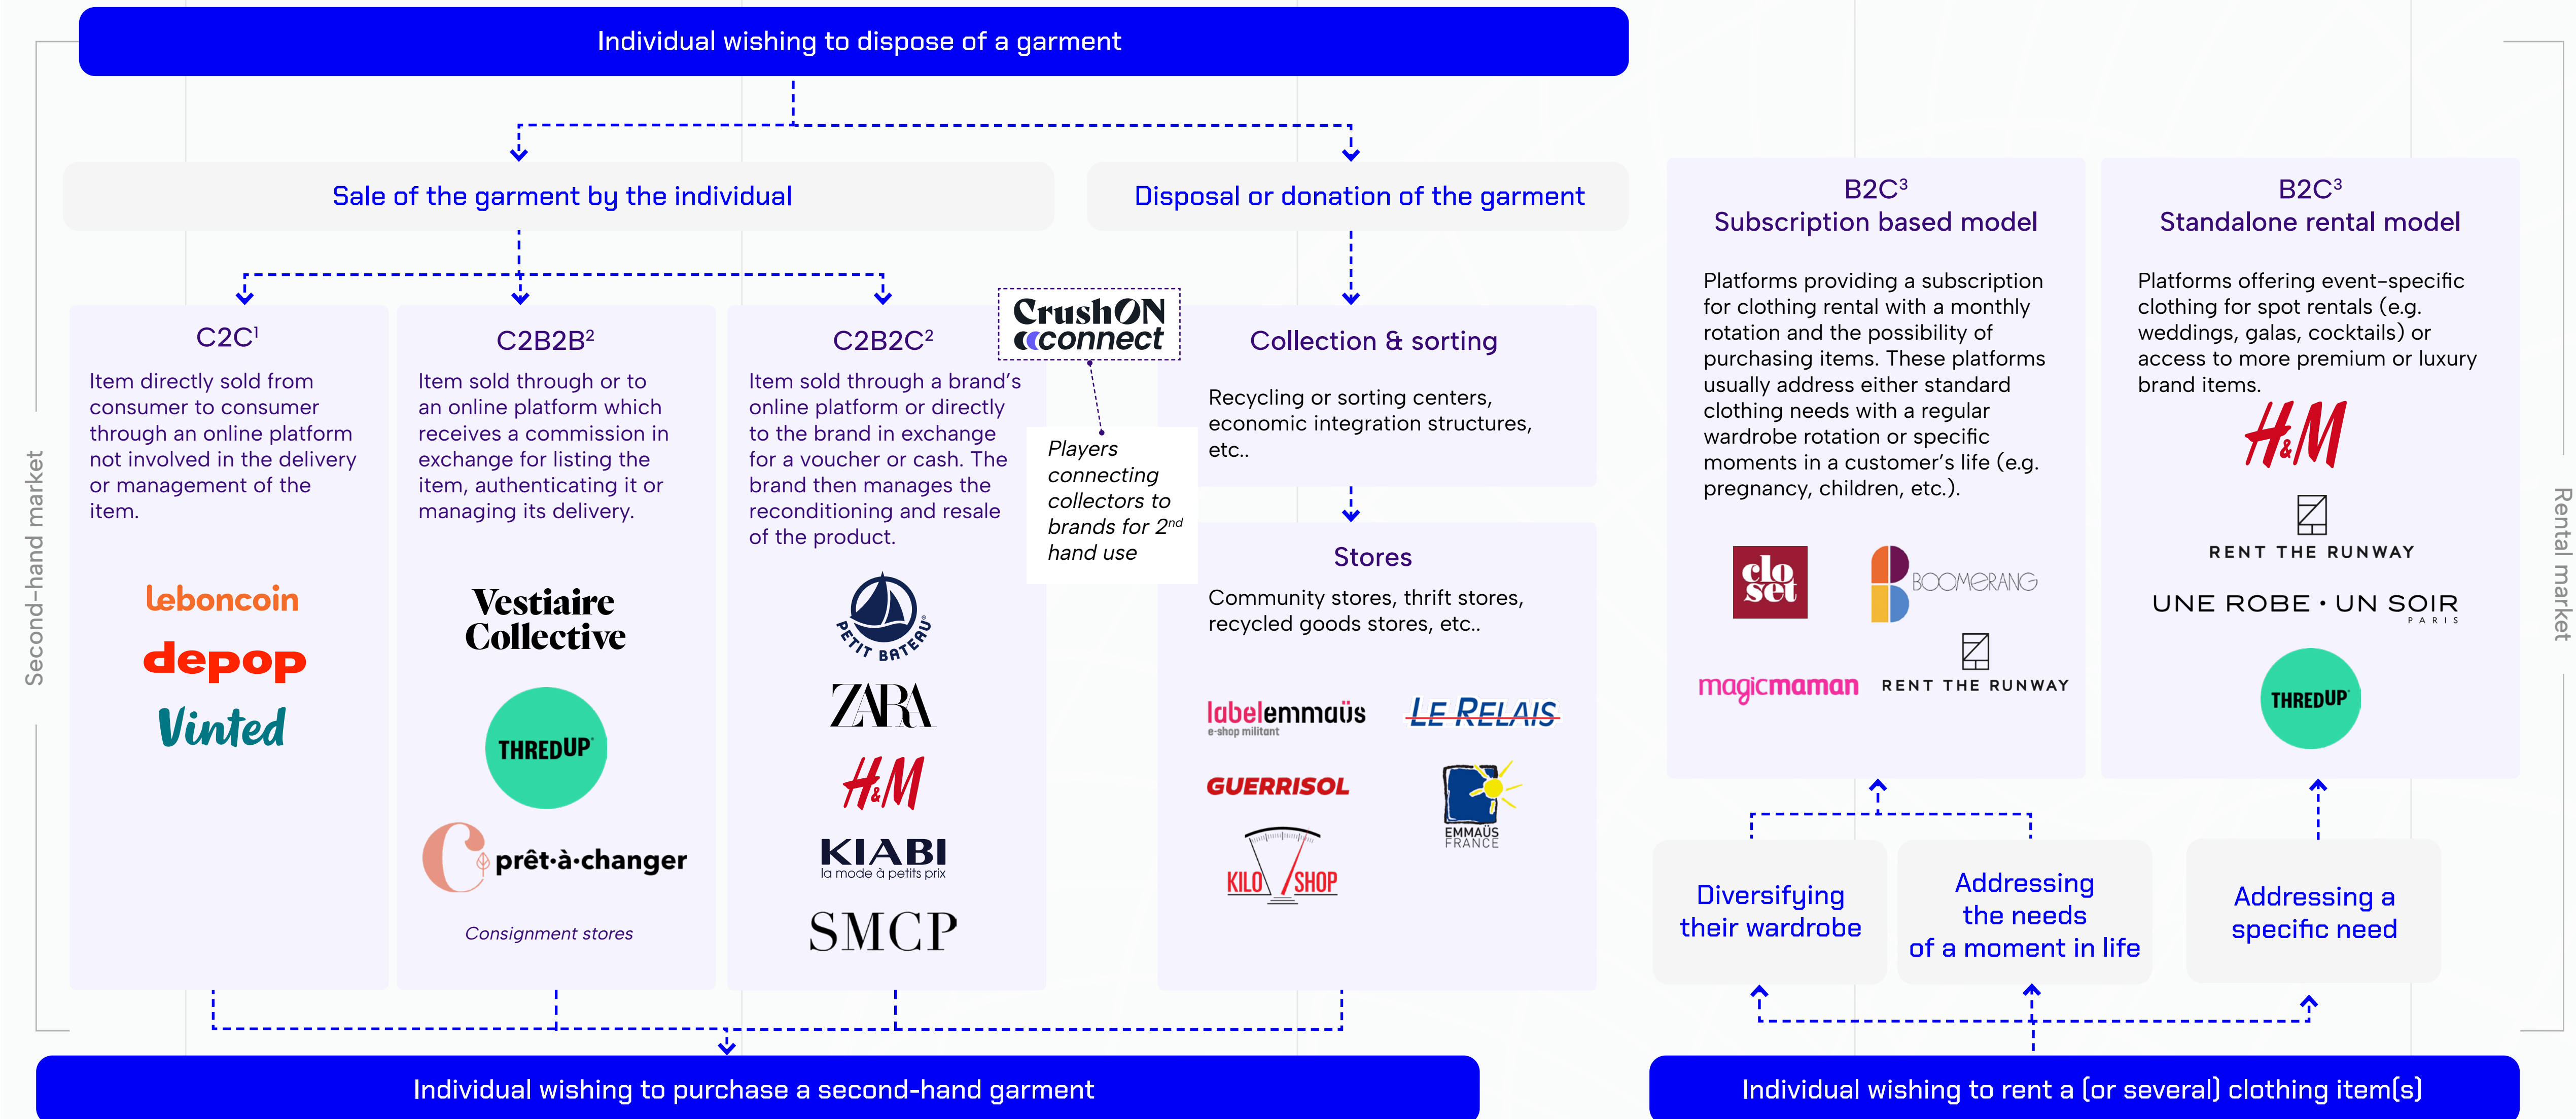 Individual wishing to dispose of a garment
Sale of the garment by the individual
Disposal or donation of the garment
Second-hand market
C2C¹
Item directly sold from
consumer to consumer
through an online platform
not involved in the delivery
or management of the
item.
leboncoin
depop
Vinted
C2B2B²
Item sold through or to
an online platform which
receives a commission in
exchange for listing the
item, authenticating it or
managing its delivery.
Vestiaire
Collective
THREDUP
prêt·à·changer
Consignment stores
C2B2C²
Item sold through a brand's
online platform or directly
to the brand in exchange
for a voucher or cash. The
brand then manages the
reconditioning and resale
of the product.
PETIT BATEAU®
ZARA
H&M
KIABI
la mode à petits prix
SMCP
CrushON
connect
Players
connecting
collectors to
brands for 2nd
hand use
Collection & sorting
Recycling or sorting centers,
economic integration structures,
etc..
Stores
Community stores, thrift stores,
recycled goods stores, etc..
labelemmaüs
e-shop militant
LE RELAIS
GUERRISOL
EMMAÜS
FRANCE
KILO SHOP
Individual wishing to purchase a second-hand garment
B2C³
Subscription based model
Platforms providing a subscription
for clothing rental with a monthly
rotation and the possibility of
purchasing items. These platforms
usually address either standard
clothing needs with a regular
wardrobe rotation or specific
moments in a customer's life (e.g.
pregnancy, children, etc.).
clo
set
BOOMERANG
magicmaman
RENT THE RUNWAY
B2C³
Standalone rental model
Platforms offering event-specific
clothing for spot rentals (e.g.
weddings, galas, cocktails) or
access to more premium or luxury
brand items.
H&M
RENT THE RUNWAY
UNE ROBE • UN SOIR
PARIS
THREDUP
Rental market
Diversifying
their wardrobe
Addressing
the needs
of a moment in life
Addressing a
specific need
Individual wishing to rent a (or several) clothing item(s)